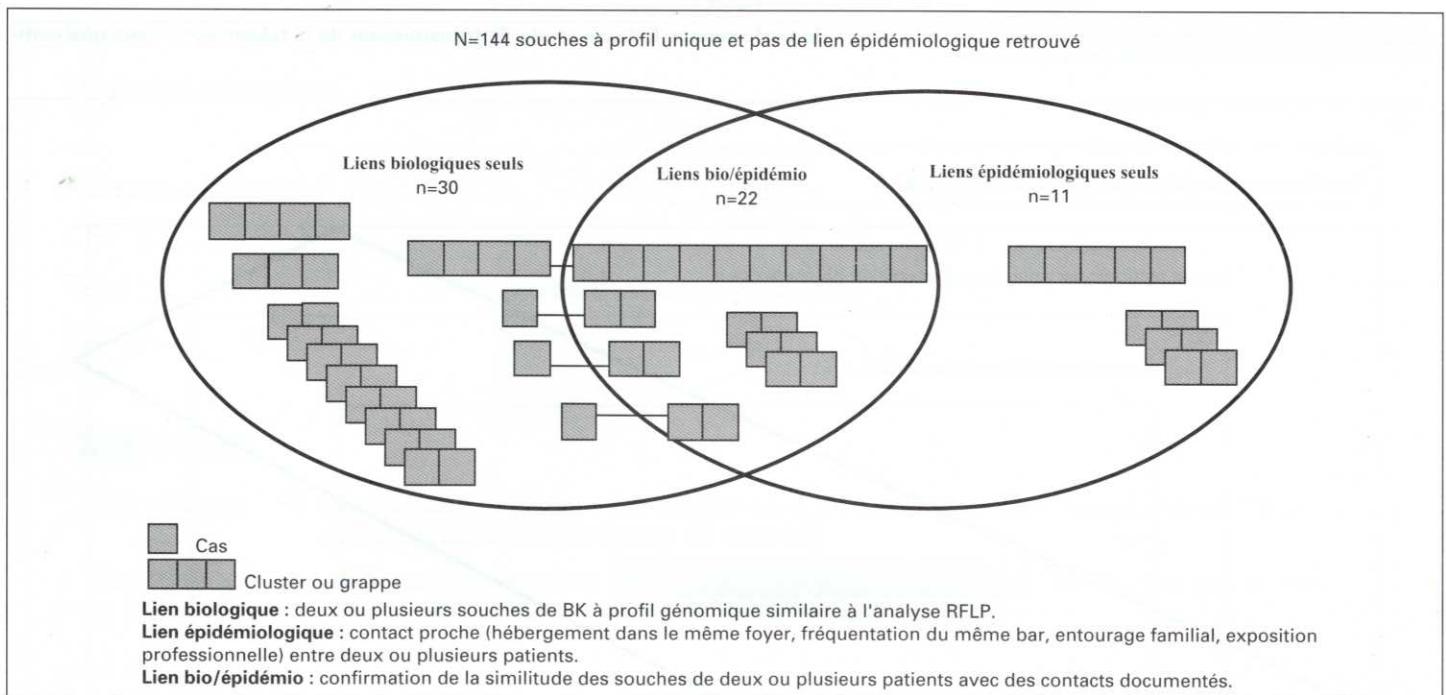 N=144 souches à profil unique et pas de lien épidémiologique retrouvé
Liens biologiques seuls
n=30
Liens bio/épidémio
n=22
Liens épidémiologiques seuls
n=11
Cas
Cluster ou grappe
Lien biologique : deux ou plusieurs souches de BK à profil génomique similaire à l'analyse RFLP.
Lien épidémiologique : contact proche (hébergement dans le même foyer, fréquentation du même bar, entourage familial, exposition
professionnelle) entre deux ou plusieurs patients.
Lien bio/épidémio : confirmation de la similitude des souches de deux ou plusieurs patients avec des contacts documentés.